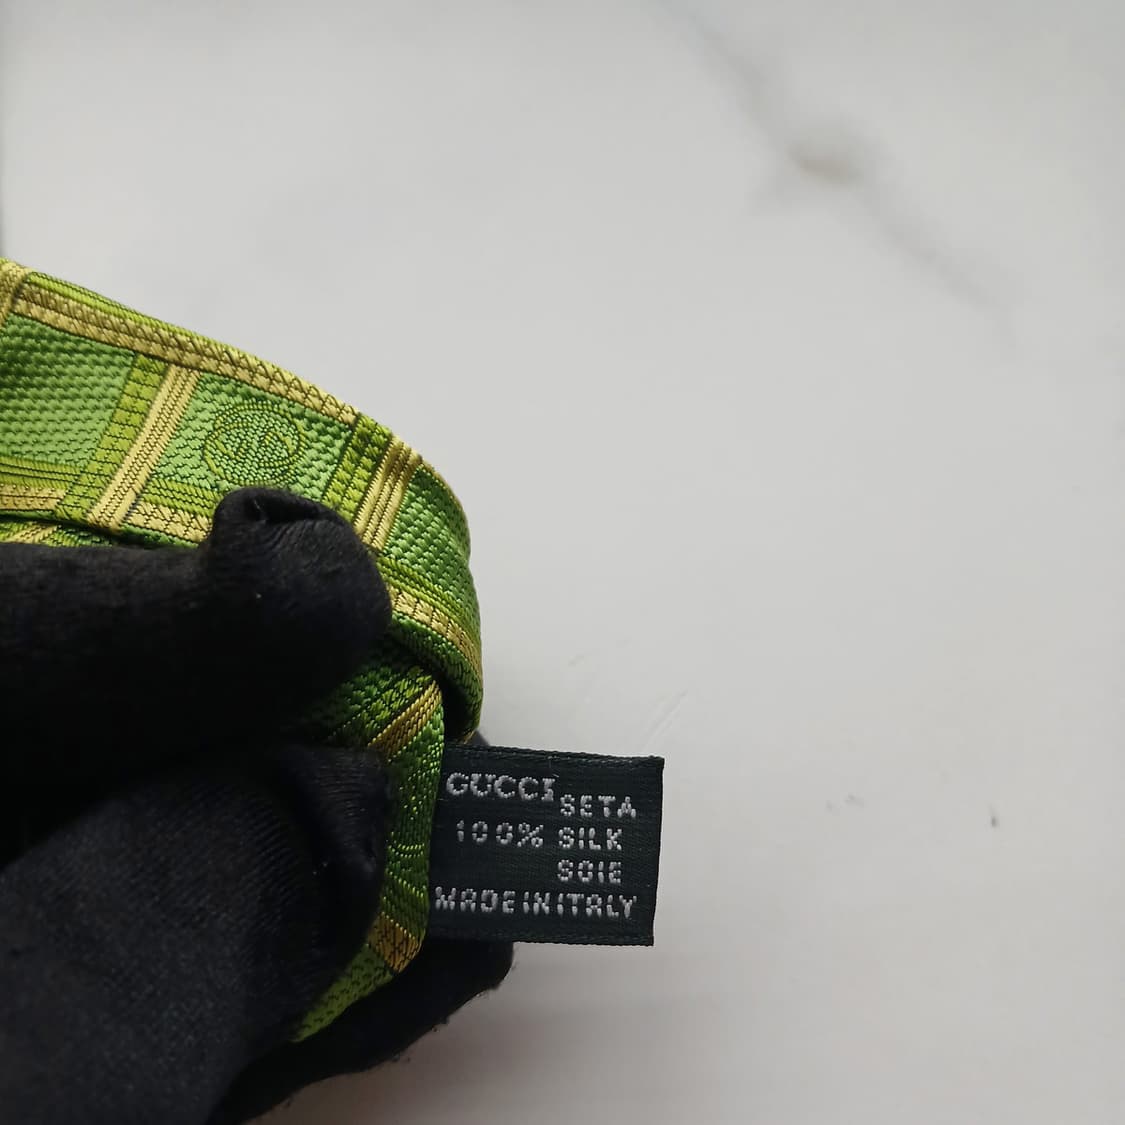 GUCCI
SETA
100% SILK
SOIE
MADE IN ITALY